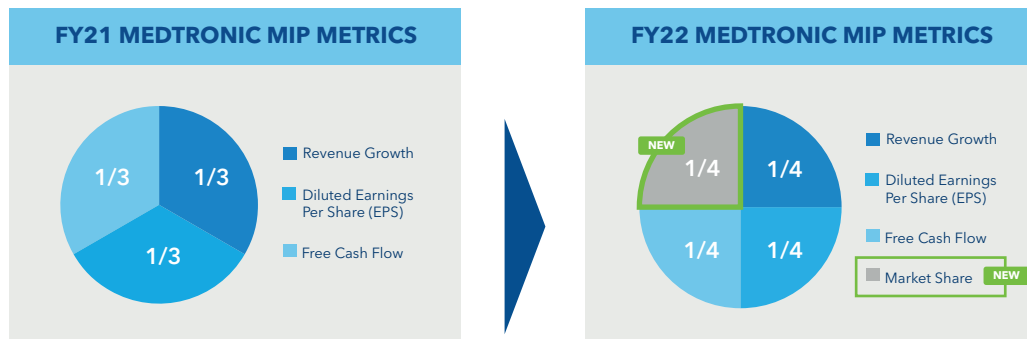 FY21 MEDTRONIC MIP METRICS
1/3
1/3
1/3
Revenue Growth
Diluted Earnings
Per Share (EPS)
Free Cash Flow
FY22 MEDTRONIC MIP METRICS
NEW
1/4
1/4
1/4
1/4
Revenue Growth
Diluted Earnings
Per Share (EPS)
Free Cash Flow
Market Share NEW